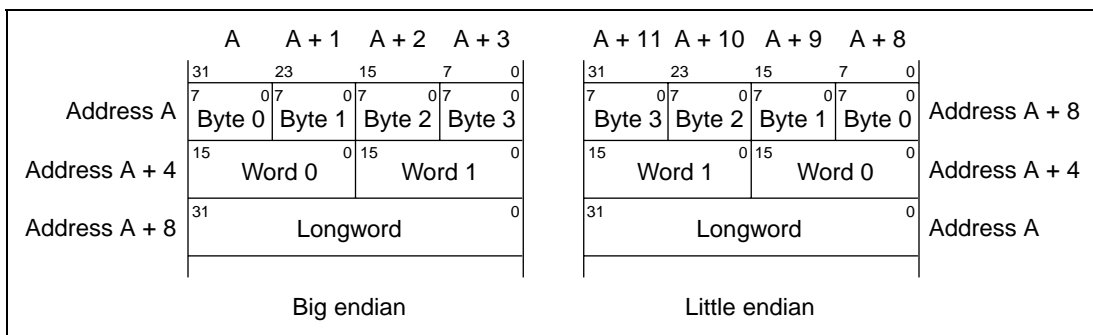 A A + 1 A + 2 A + 3 A + 11 A + 10 A + 9 A + 8
31 23 15 7 0 31 23 15 7 0
7 0 7 0 7 0 7 0 7 0 7 0 7 0 7 0
Address A Byte 0 Byte 1 Byte 2 Byte 3 Byte 3 Byte 2 Byte 1 Byte 0 Address A + 8
15 0 15 0 15 0 15 0
Address A + 4 Word 0 Word 1 Word 1 Word 0 Address A + 4
31 0 31 0
Address A + 8 Longword Longword Address A
Big endian Little endian